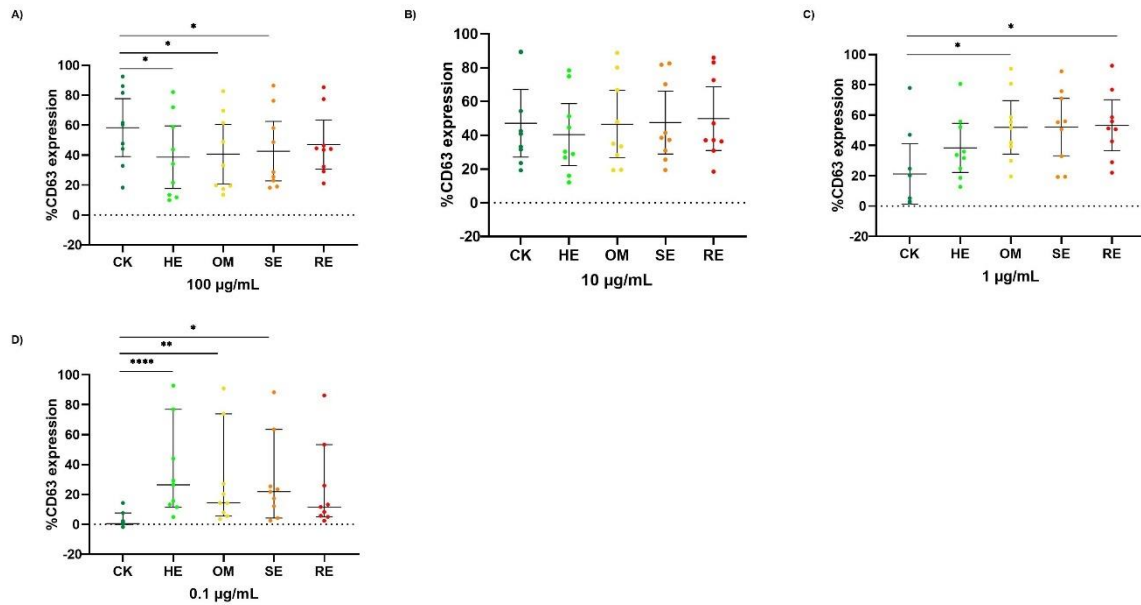 A)
*
*
*
%CD63 expression
100
80
60
40
20
0
-20
CK HE OM SE RE
100 µg/mL
B)
%CD63 expression
100
80
60
40
20
0
-20
CK HE OM SE RE
10 µg/mL
C)
*
*
%CD63 expression
100
80
60
40
20
0
-20
CK HE OM SE RE
1 µg/mL
D)
*
**
****
%CD63 expression
100
80
60
40
20
0
-20
CK HE OM SE RE
0.1 µg/mL